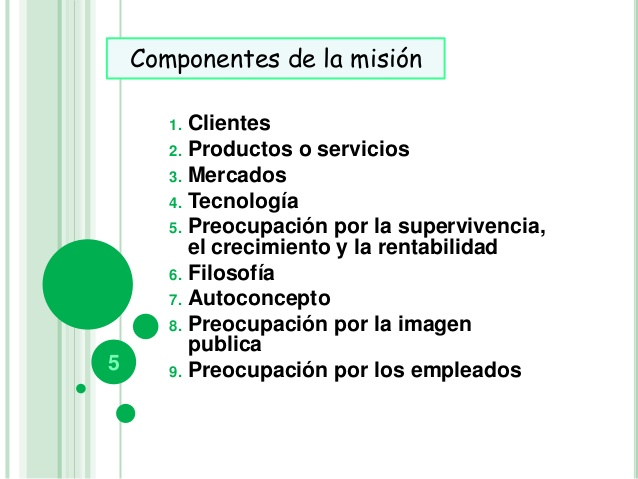 Componentes de la misión
1. Clientes
2. Productos o servicios
3. Mercados
4. Tecnología
5. Preocupación por la supervivencia,
el crecimiento y la rentabilidad
6. Filosofía
7. Autoconcepto
8. Preocupación por la imagen
publica
9. Preocupación por los empleados
5